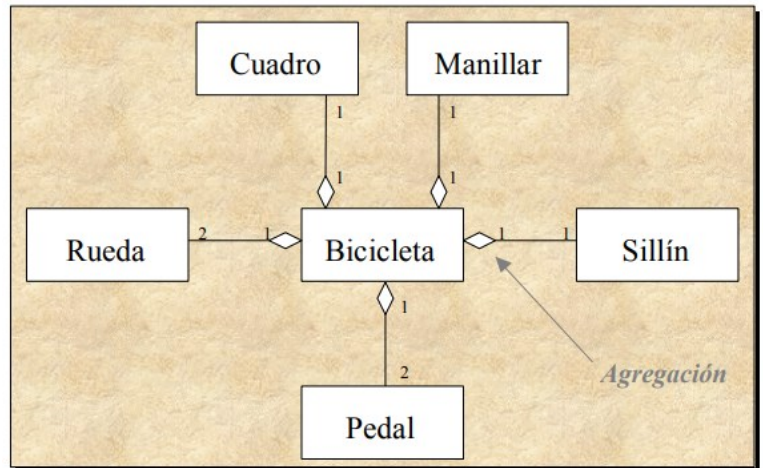 Cuadro
Manillar
1
1
1
1
Rueda
2
1
Bicicleta
1
1
Sillín
1
Agregación
2
Pedal